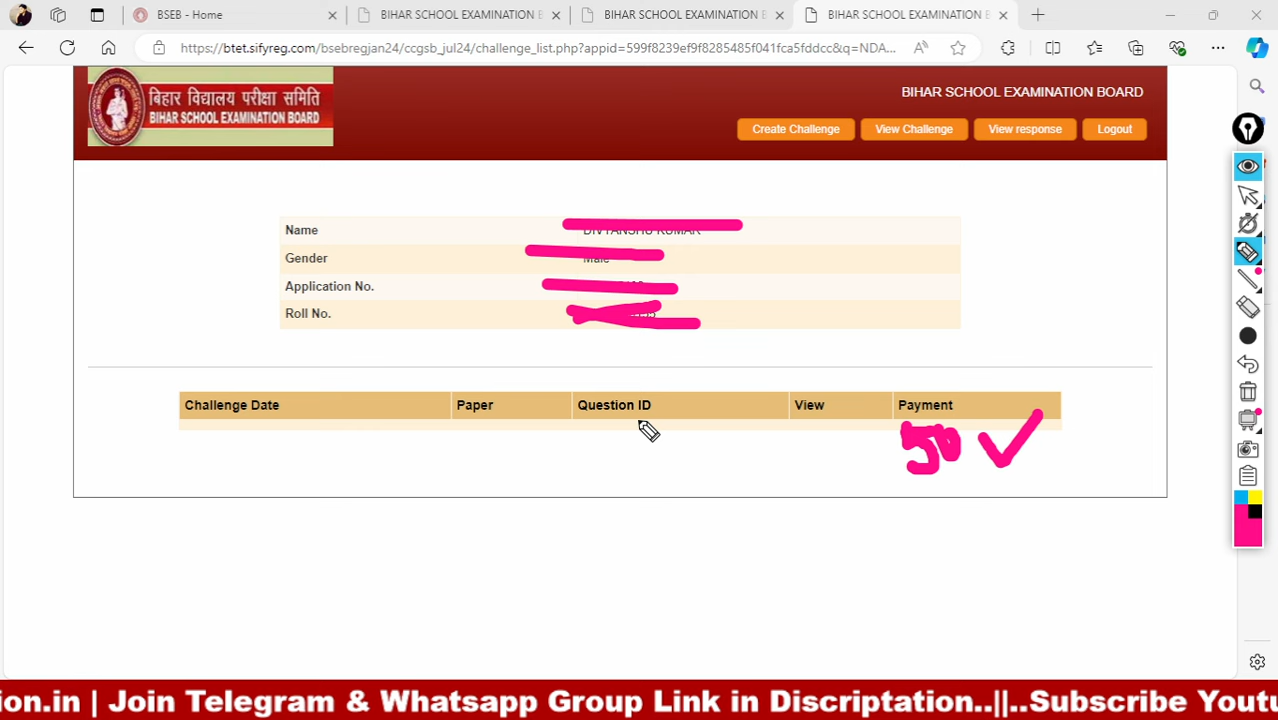 BSEB - Home
BIHAR SCHOOL EXAMINATION B
BIHAR SCHOOL EXAMINATION B
BIHAR SCHOOL EXAMINATION B
https://btet.sifyreg.com/bsebregjan24/ccgsb_jul24/challenge_list.php?appid=599f8239ef9f8285485f041fca5fddcc&q=NDA...
बिहार विद्यालय परीक्षा समिति
BIHAR SCHOOL EXAMINATION BOARD
BIHAR SCHOOL EXAMINATION BOARD
Create Challenge View Challenge View response Logout
Name
Gender
Application No.
Roll No.
Challenge Date Paper Question ID View Payment
50
ion.in | Join Telegram & Whatsapp Group Link in Discription..||..Subscribe Youtu